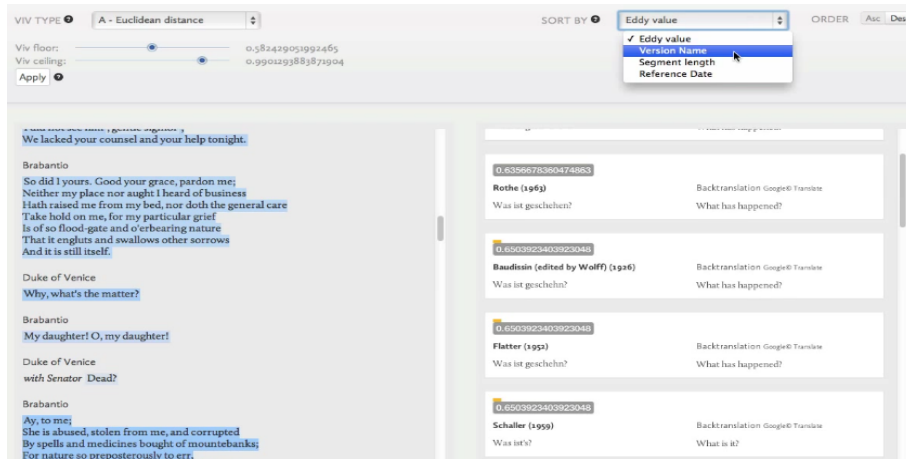 VIV TYPE
A - Euclidean distance
SORT BY
Eddy value
ORDER
Asc
Des
✓ Eddy value
Version Name
Segment length
Reference Date
Viv floor:
0.582429051992465
Viv ceiling:
0.9901293883871904
Apply
We lacked your counsel and your help tonight.
Brabantio
So did I yours. Good your grace, pardon me;
Neither my place nor aught I heard of business
Hath raised me from my bed, nor doth the general care
Take hold on me, for my particular grief
Is of so flood-gate and o'erbearing nature
That it engluts and swallows other sorrows
And it is still itself.
Duke of Venice
Why, what's the matter?
Brabantio
My daughter! O, my daughter!
Duke of Venice
with Senator Dead?
Brabantio
Ay, to me;
She is abused, stolen from me, and corrupted
By spells and medicines bought of mountebanks;
For nature so preposterously to err,
0.6356678360474863
Rothe (1963)
Backtranslation Google© Translate
Was ist geschehen?
What has happened?
0.6503923403923048
Baudissin (edited by Wolff) (1926)
Backtranslation Google© Translate
Was ist geschehn?
What has happened?
0.6503923403923048
Flatter (1952)
Backtranslation Google© Translate
Was ist geschehn?
What has happened?
0.6503923403923048
Schaller (1959)
Backtranslation Google© Translate
Was ist's?
What is it?